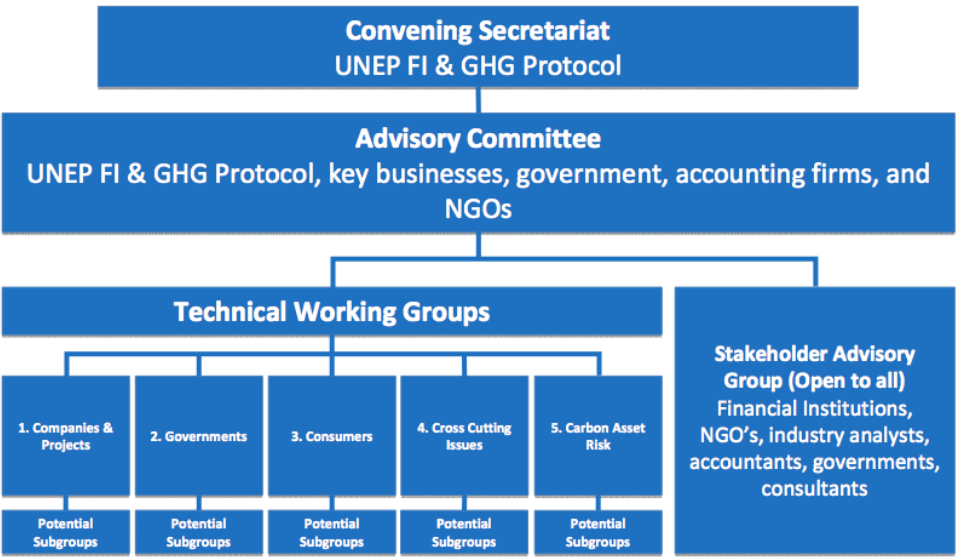 Convening Secretariat
UNEP FI & GHG Protocol
Advisory Committee
UNEP FI & GHG Protocol, key businesses, government, accounting firms, and
NGOs
Technical Working Groups
1. Companies &
Projects
2. Governments
3. Consumers
4. Cross Cutting
Issues
5. Carbon Asset
Risk
Potential
Subgroups
Potential
Subgroups
Potential
Subgroups
Potential
Subgroups
Potential
Subgroups
Stakeholder Advisory
Group (Open to all)
Financial Institutions,
NGO's, industry analysts,
accountants, governments,
consultants